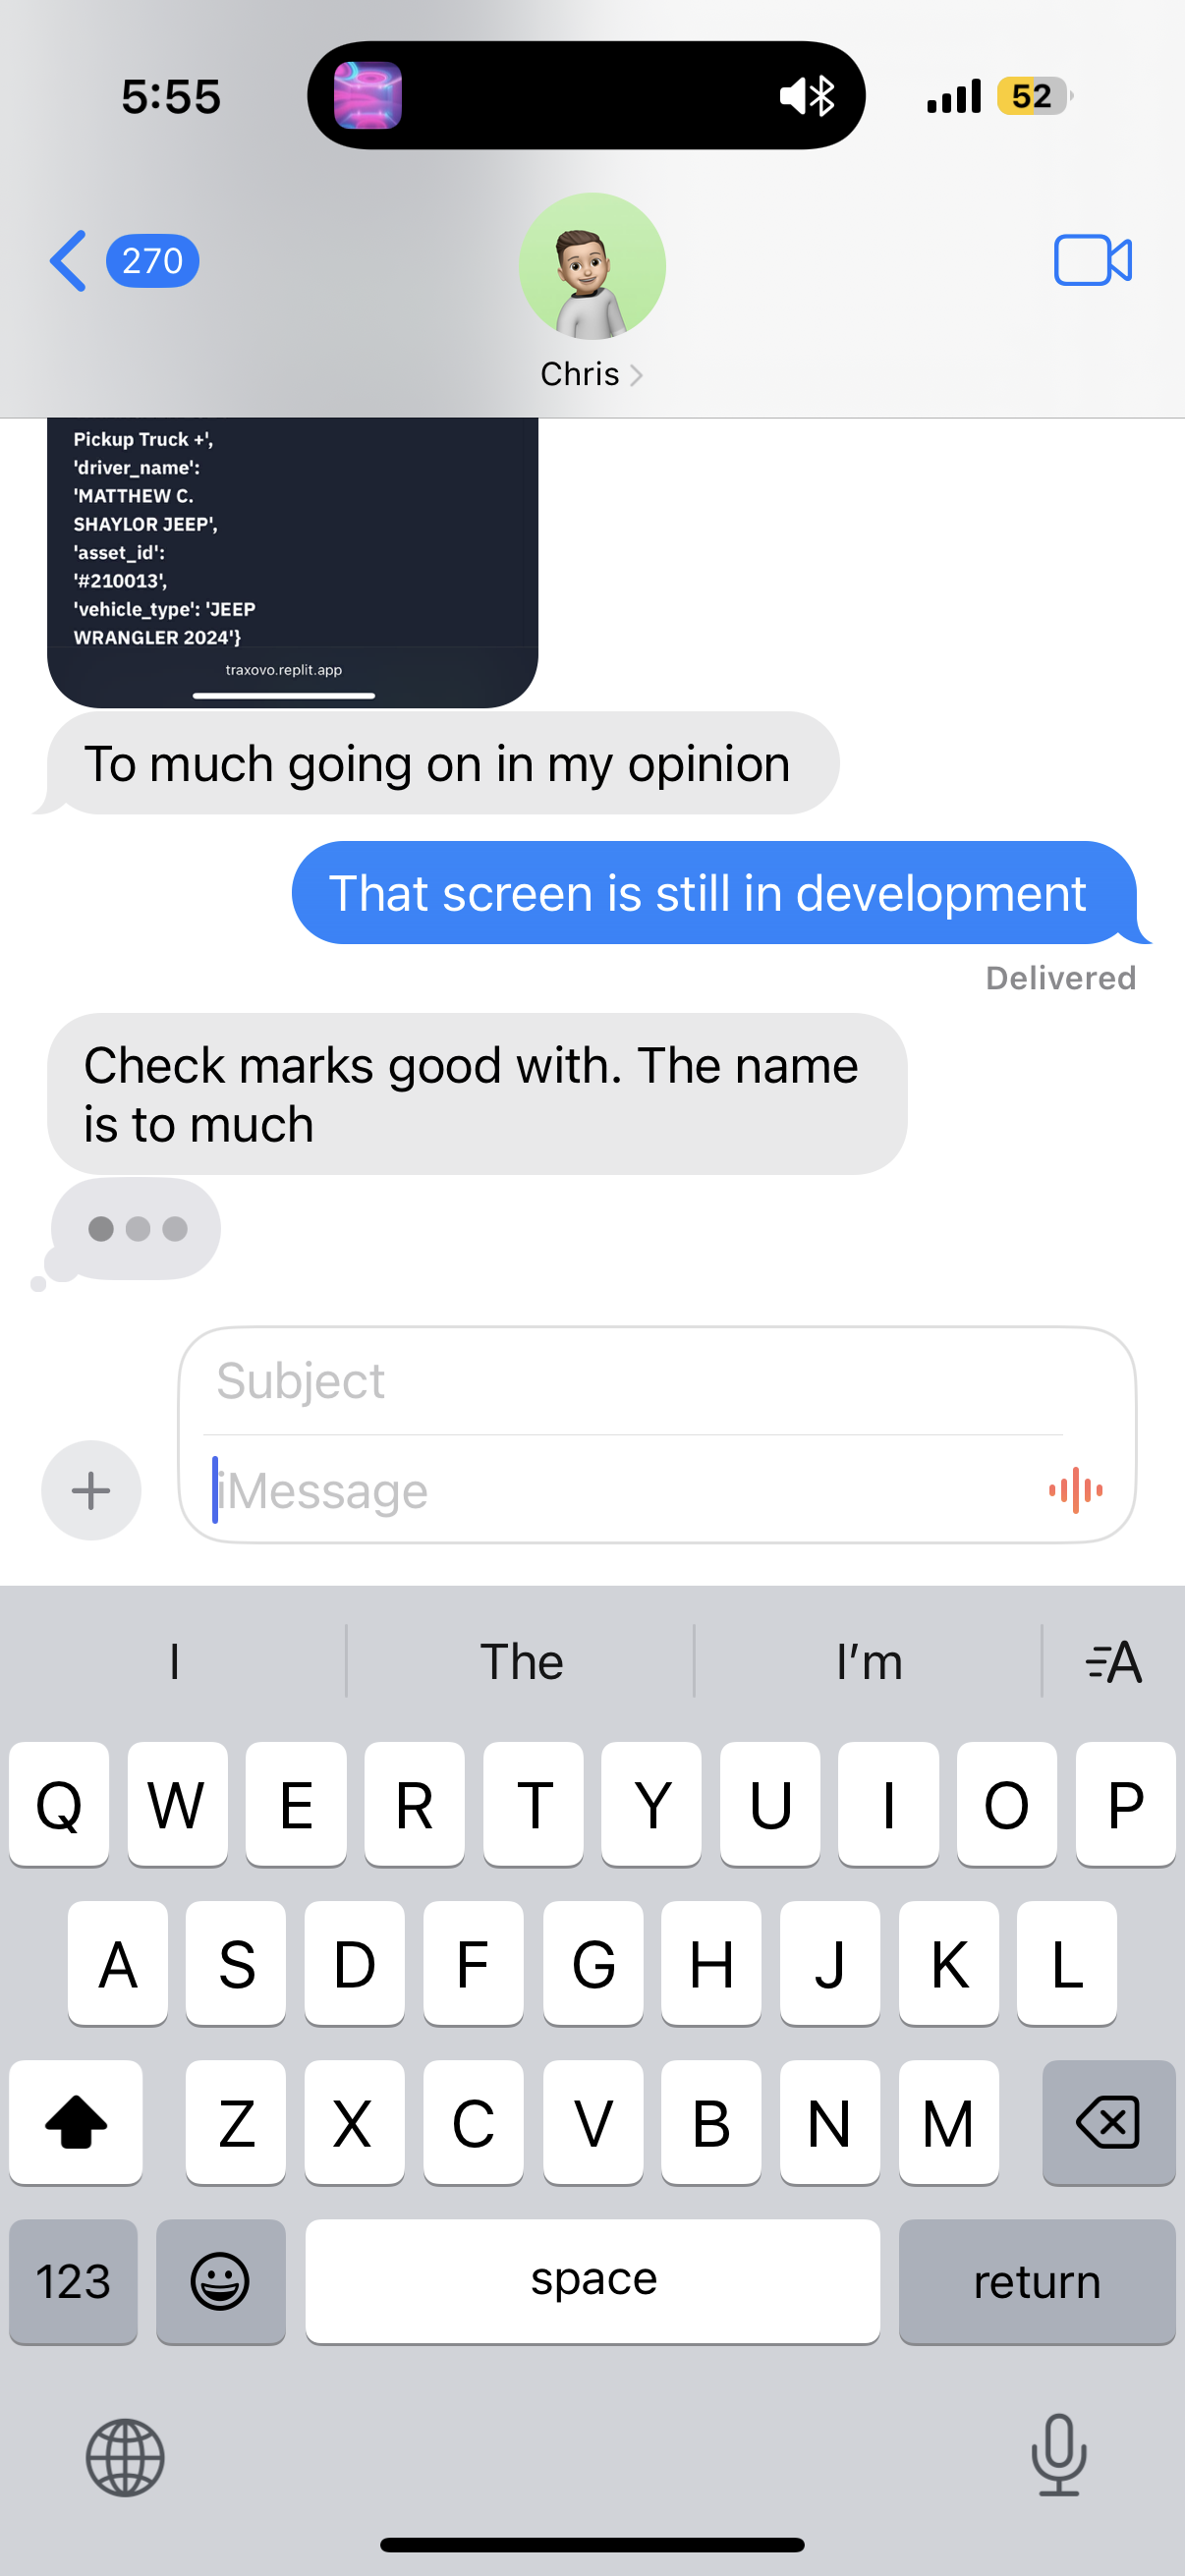 5:55
52
270
Chris
Pickup Truck +',
'driver_name':
'MATTHEW C.
SHAYLOR JEEP',
'asset_id':
'#210013',
'vehicle_type': 'JEEP
WRANGLER 2024'}
traxovo.replit.app
To much going on in my opinion
That screen is still in development
Delivered
Check marks good with. The name
is to much
Subject
iMessage
I The I’m A
Q W E R T Y U I O P
A S D F G H J K L
Z X C V B N M
123 space return